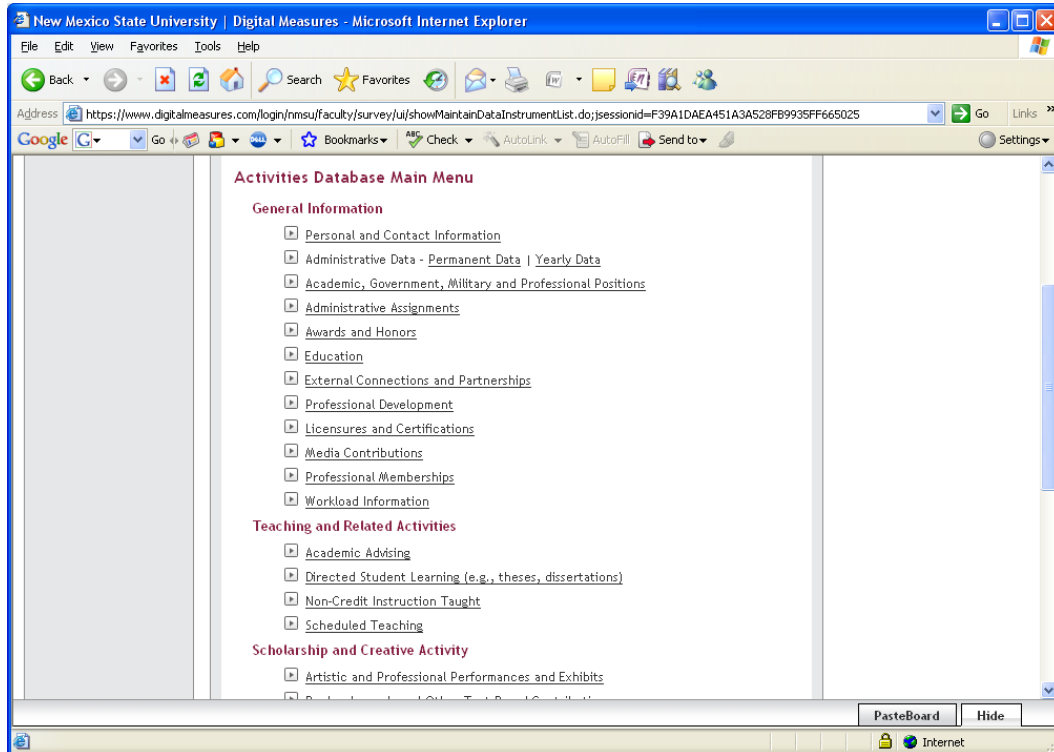 New Mexico State University | Digital Measures - Microsoft Internet Explorer
File Edit View Favorites Tools Help
Back Search Favorites
Address https://www.digitalmeasures.com/login/nmsu/faculty/survey/ui/showMaintainDataInstrumentList.do;jsessionid=F39A1DAEA451A3A528FB9935FF665025 Go Links »
Google G Go Bookmarks ABC Check AutoLink AutoFill Send to Settings
Activities Database Main Menu
General Information
Personal and Contact Information
Administrative Data - Permanent Data | Yearly Data
Academic, Government, Military and Professional Positions
Administrative Assignments
Awards and Honors
Education
External Connections and Partnerships
Professional Development
Licensures and Certifications
Media Contributions
Professional Memberships
Workload Information
Teaching and Related Activities
Academic Advising
Directed Student Learning (e.g., theses, dissertations)
Non-Credit Instruction Taught
Scheduled Teaching
Scholarship and Creative Activity
Artistic and Professional Performances and Exhibits
PasteBoard Hide
Internet